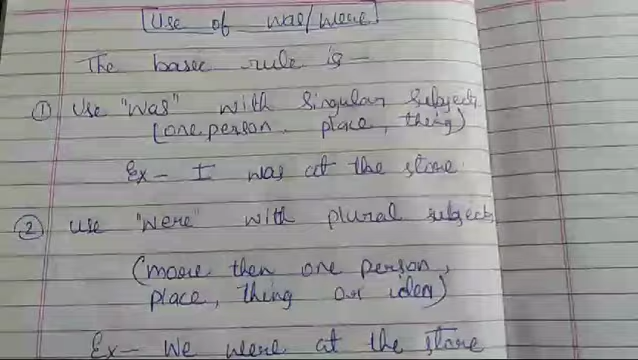 Use of was/were
The basic rule is -
① Use "was" with singular subject
(one person. place, thing)
Ex - I was at the store.
② Use "were" with plural subject
(more then one person,
place, thing or idea)
Ex - We were at the store